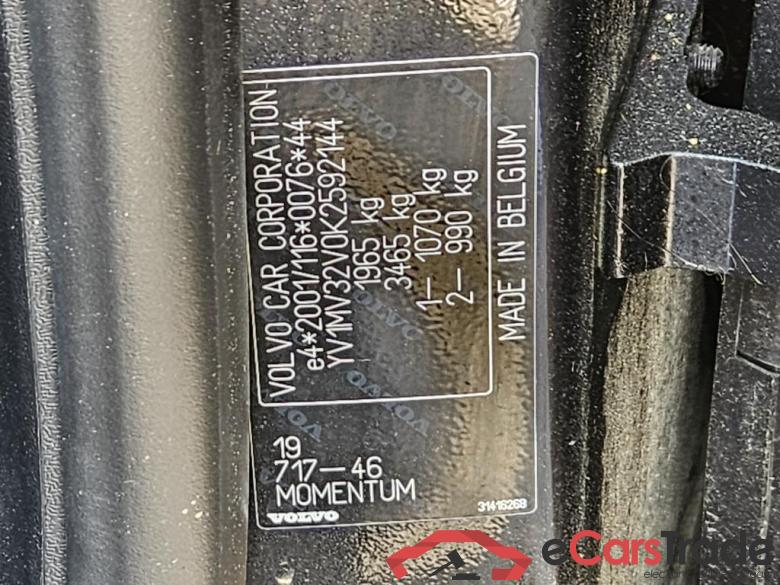 VOLVO CAR CORPORATION
e4*2001/116*0076*44
YV1MV32V0K2592144
1965 kg
3465 kg
1– 1070 kg
2– 990 kg
MADE IN BELGIUM
19
717–46
MOMENTUM
VOLVO
31416268
eCarsTrade